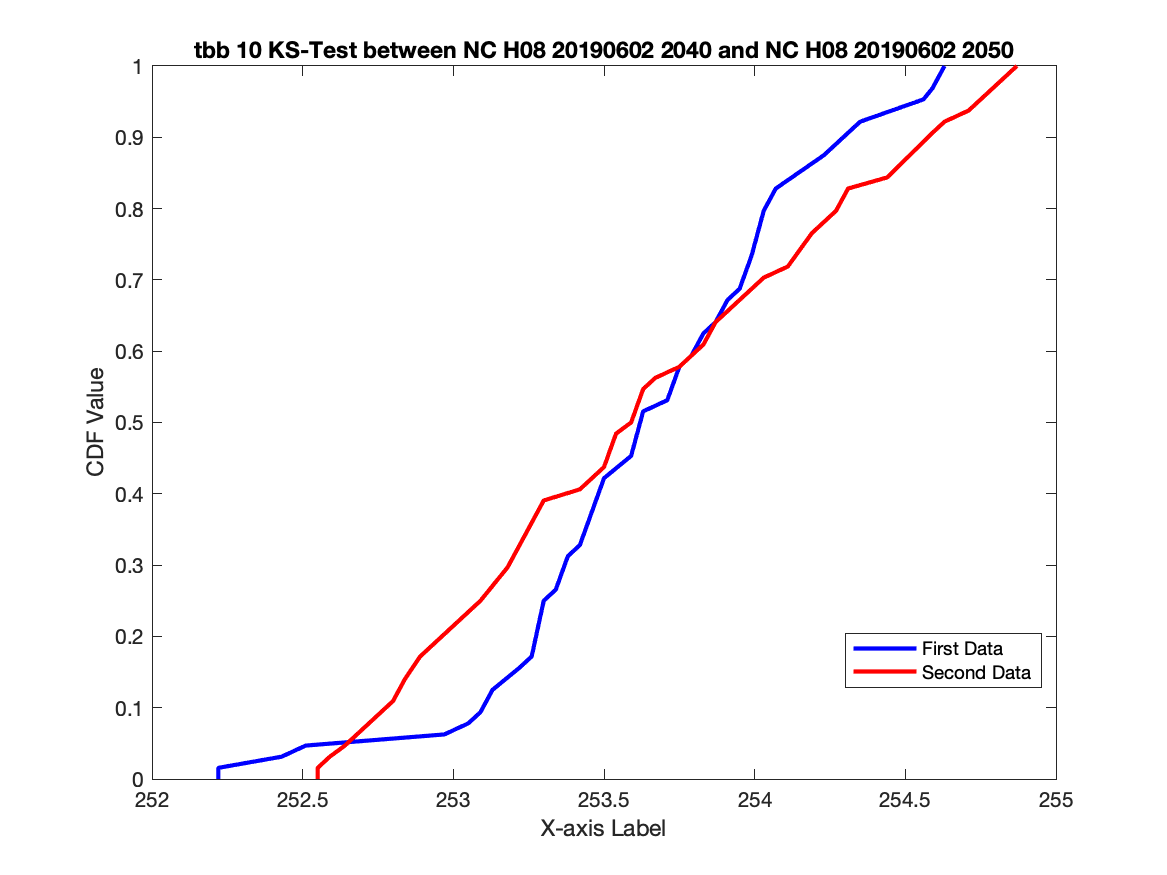 tbb 10 KS-Test between NC H08 20190602 2040 and NC H08 20190602 2050
1
0.9
0.8
0.7
0.6
0.5
0.4
0.3
0.2
0.1
0
CDF Value
First Data
Second Data
252 252.5 253 253.5 254 254.5 255
X-axis Label